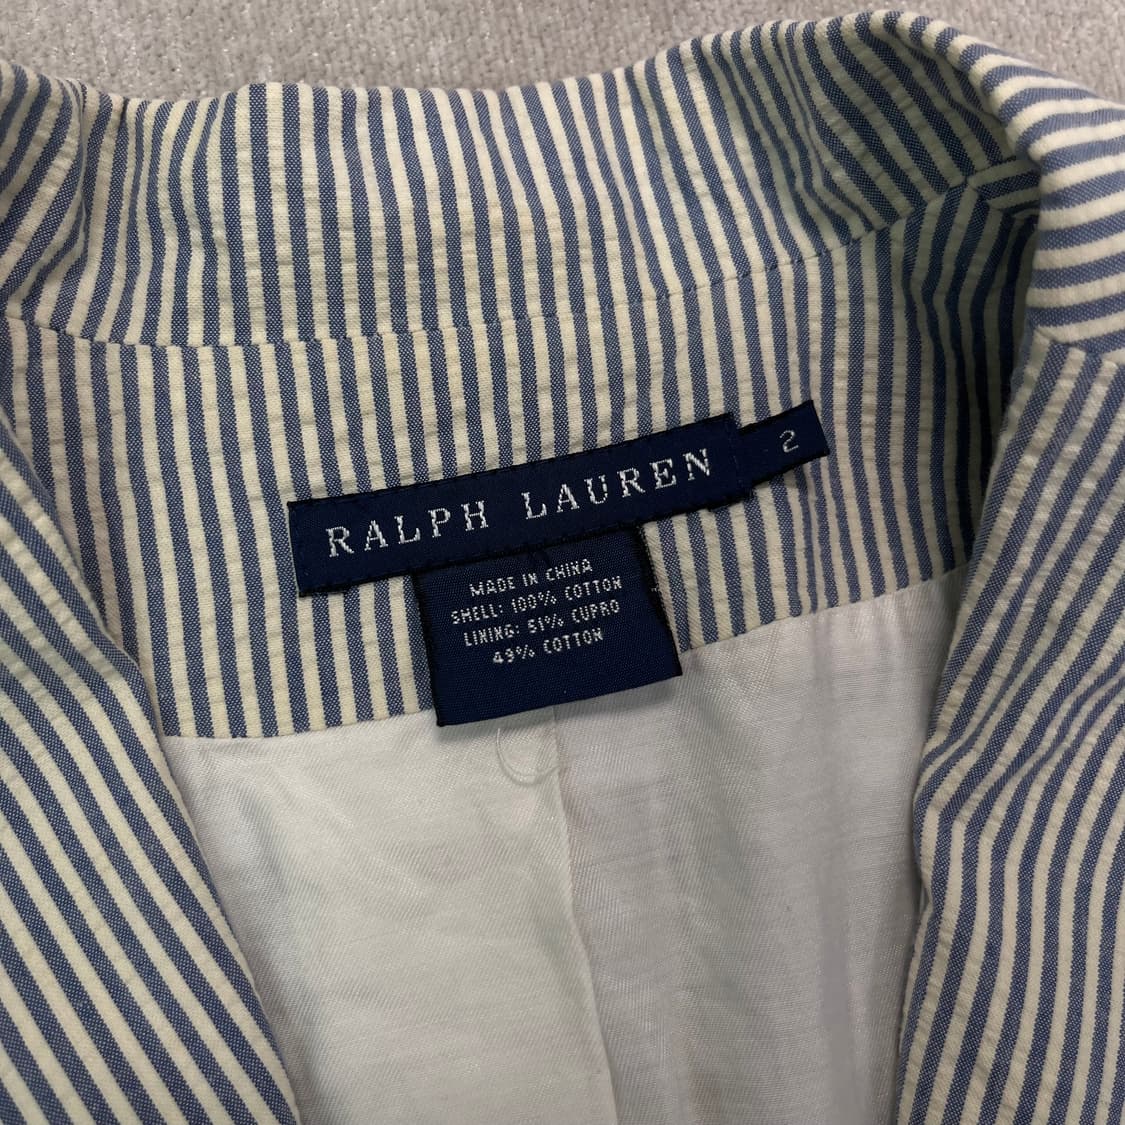 RALPH LAUREN
2
MADE IN CHINA
SHELL: 100% COTTON
LINING: 51% CUPRO
49% COTTON